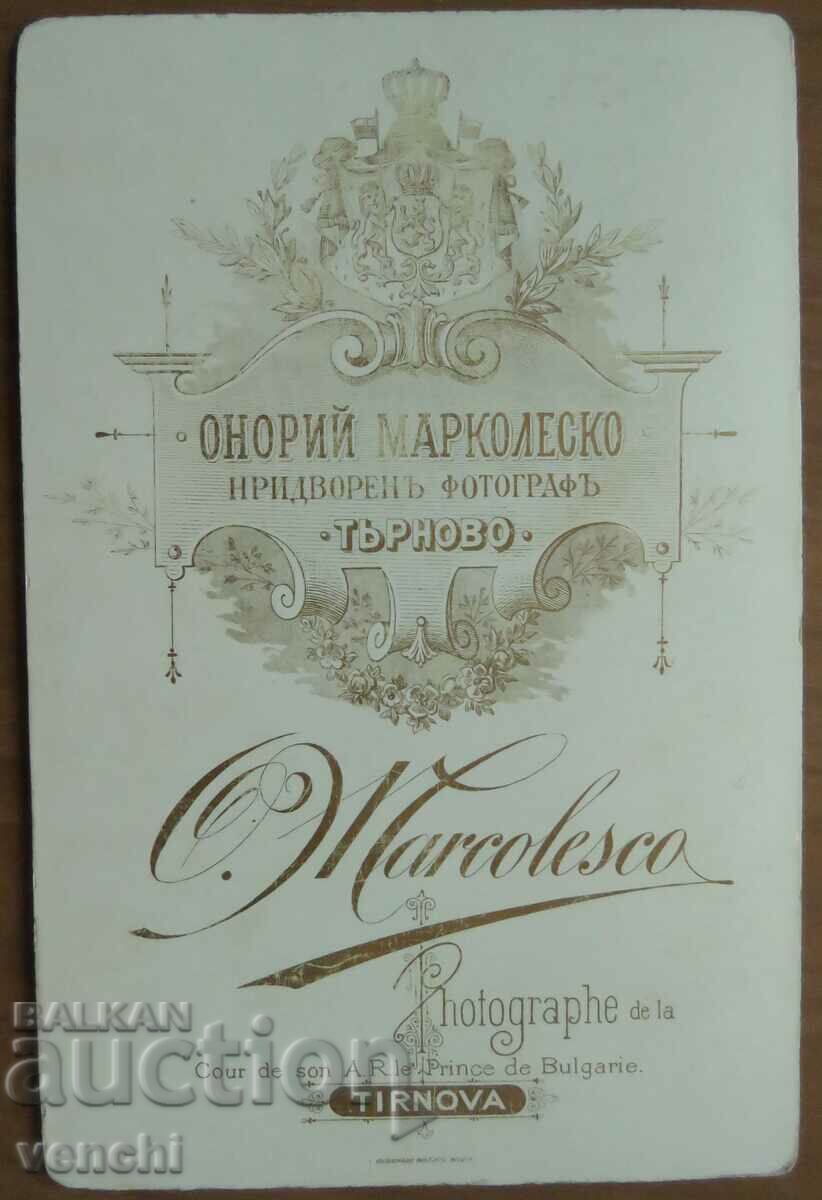 ОНОРИЙ МАРКОЛЕСКО
ПРИДВОРЕНЪ ФОТОГРАФЪ
· ТЪРНОВО ·
O. Marcolesco
Photographe de la
Cour de son A.R.le Prince de Bulgarie.
TIRNOVA
BALKAN
auction
venchi